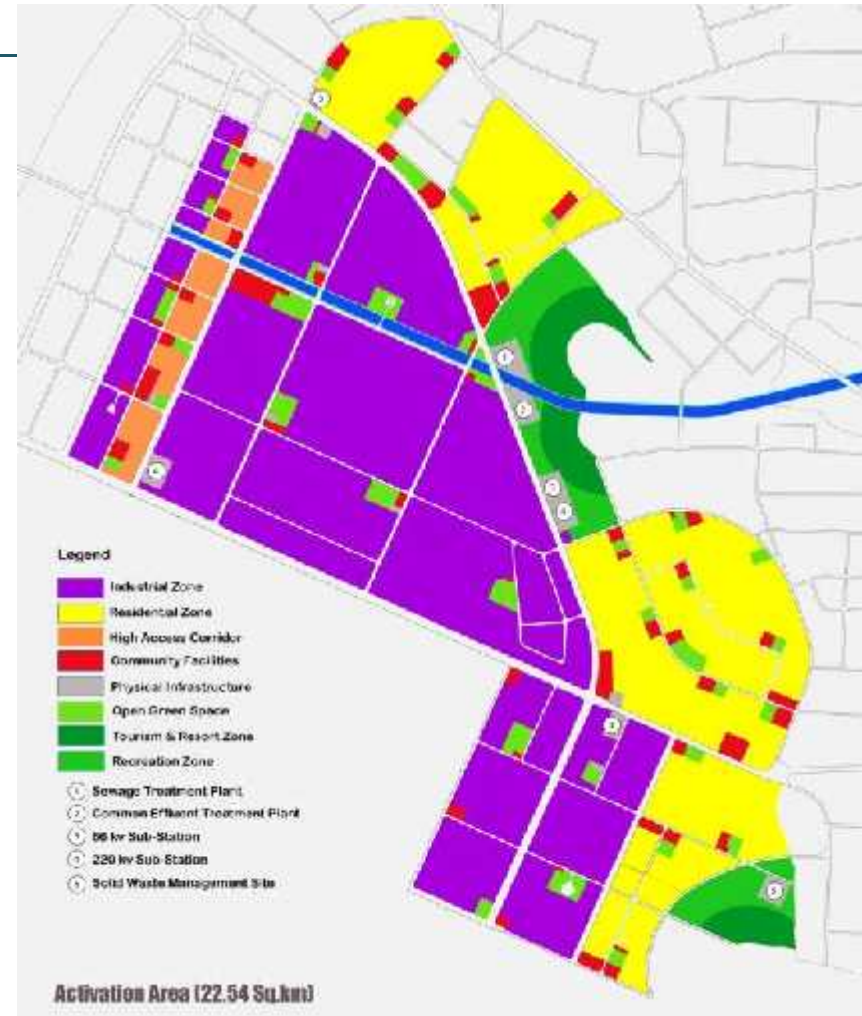 Legend
Industrial Zone
Residential Zone
High Access Corridor
Community Facilities
Physical Infrastructure
Open Green Space
Tourism & Resort Zone
Recreation Zone
1 Sewage Treatment Plant
2 Common Effluent Treatment Plant
66 kv Sub-Station
220 kv Sub-Station
Solid Waste Management Site
Activation Area (22.54 Sq.km)